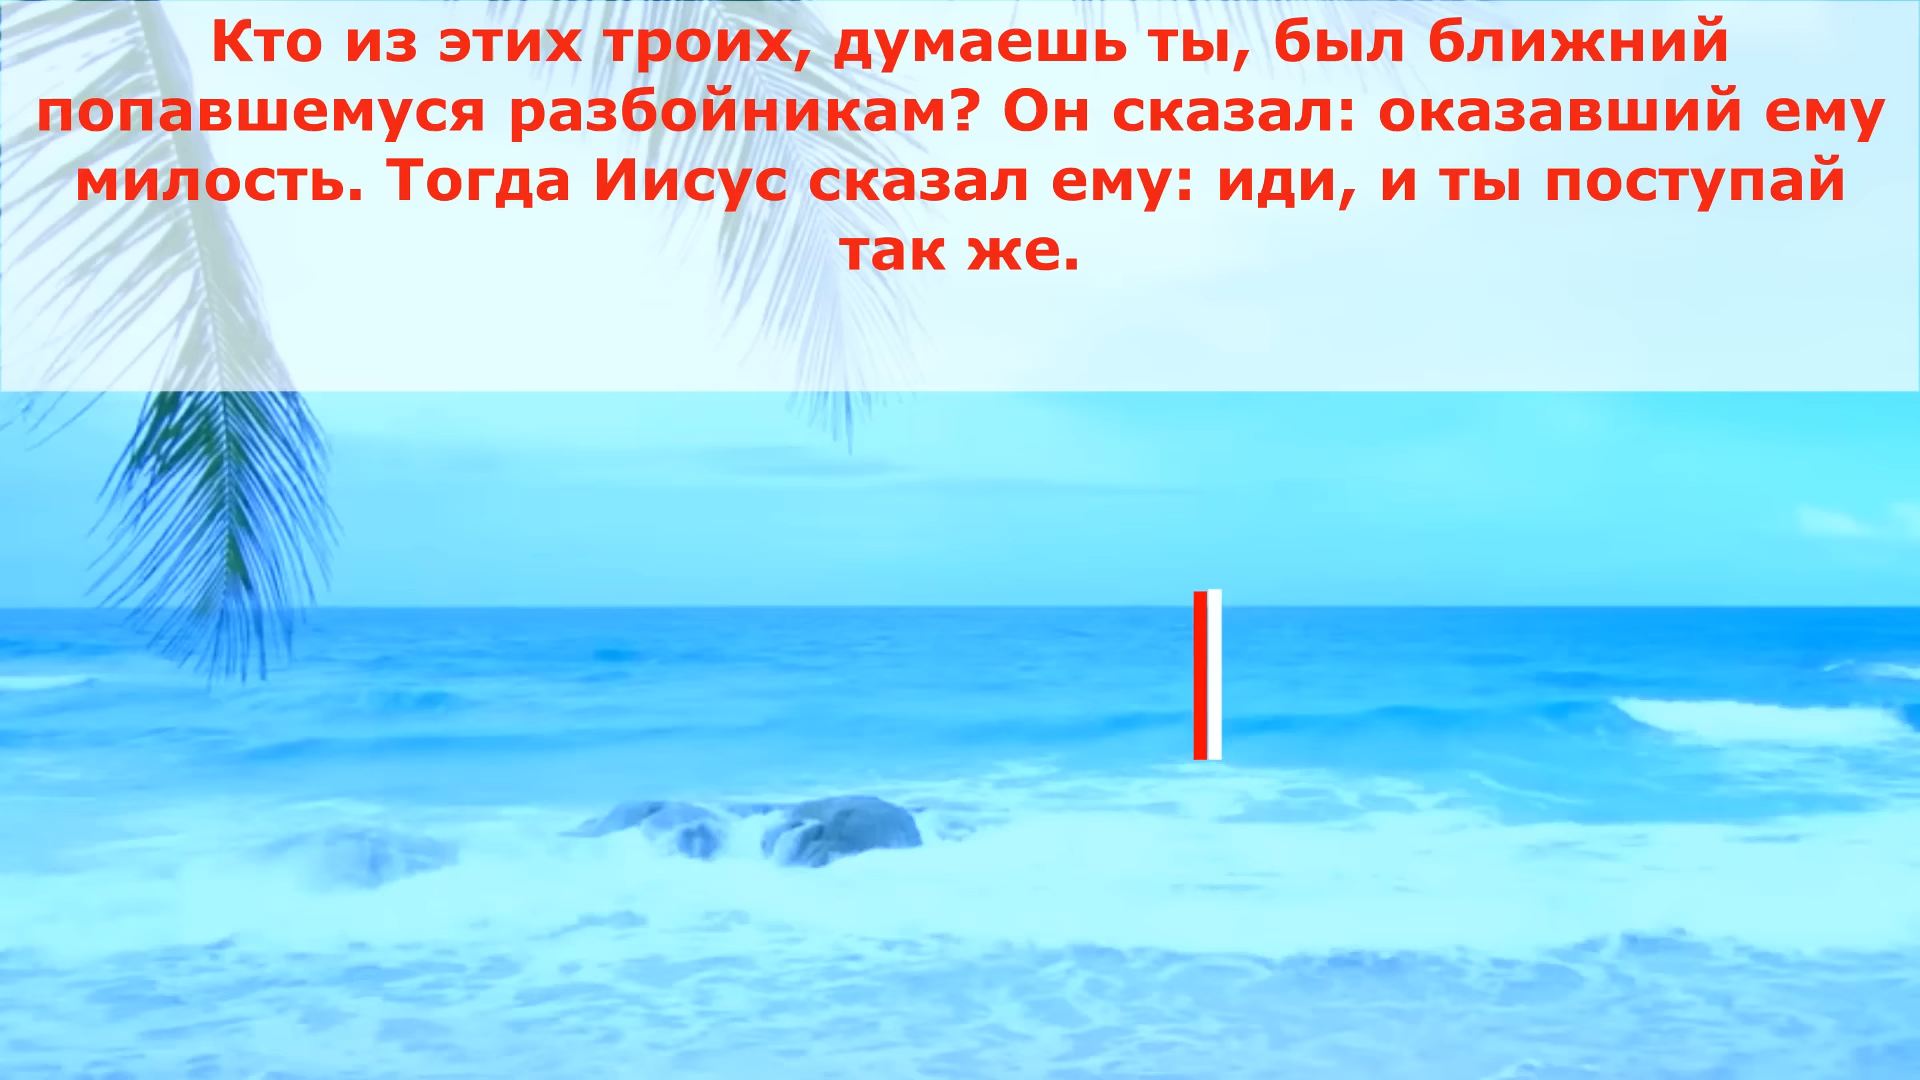 Кто из этих троих, думаешь ты, был ближний
попавшемуся разбойникам? Он сказал: оказавший ему
милость. Тогда Иисус сказал ему: иди, и ты поступай
так же.